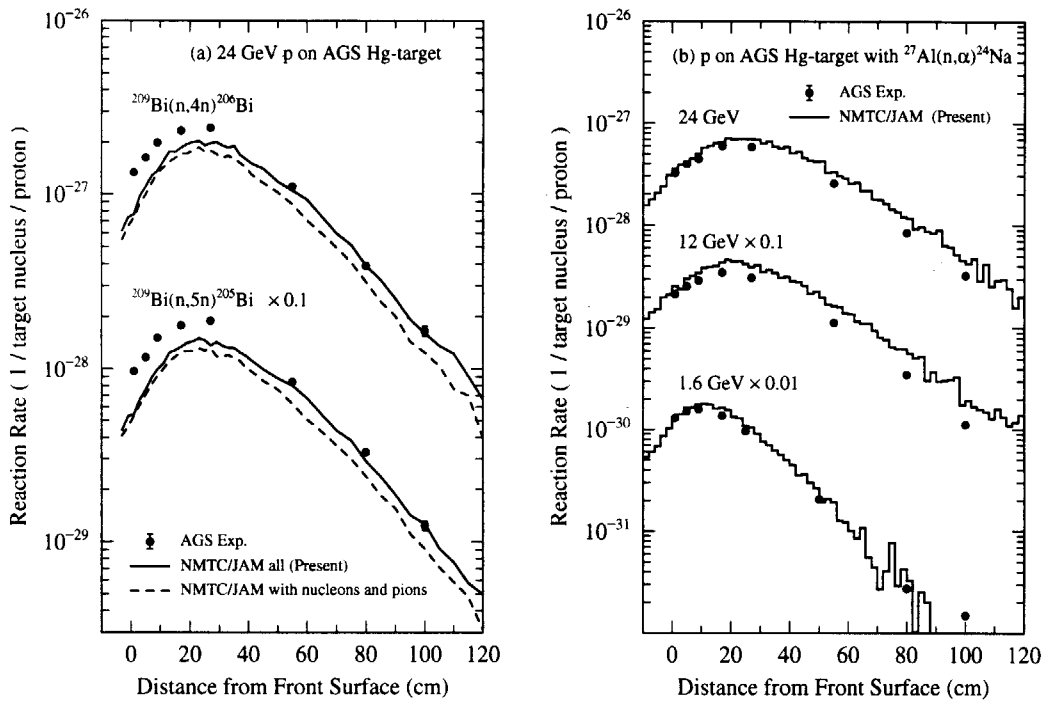 (a) 24 GeV p on AGS Hg-target
²⁰⁹Bi(n,4n)²⁰⁶Bi
²⁰⁹Bi(n,5n)²⁰⁵Bi × 0.1
AGS Exp.
NMTC/JAM all (Present)
NMTC/JAM with nucleons and pions
10⁻²⁶
10⁻²⁷
10⁻²⁸
10⁻²⁹
Reaction Rate ( 1 / target nucleus / proton )
0 20 40 60 80 100 120
Distance from Front Surface (cm)
(b) p on AGS Hg-target with ²⁷Al(n,α)²⁴Na
AGS Exp.
NMTC/JAM (Present)
24 GeV
12 GeV × 0.1
1.6 GeV × 0.01
10⁻²⁶
10⁻²⁷
10⁻²⁸
10⁻²⁹
10⁻³⁰
10⁻³¹
Reaction Rate ( 1 / target nucleus / proton )
0 20 40 60 80 100 120
Distance from Front Surface (cm)